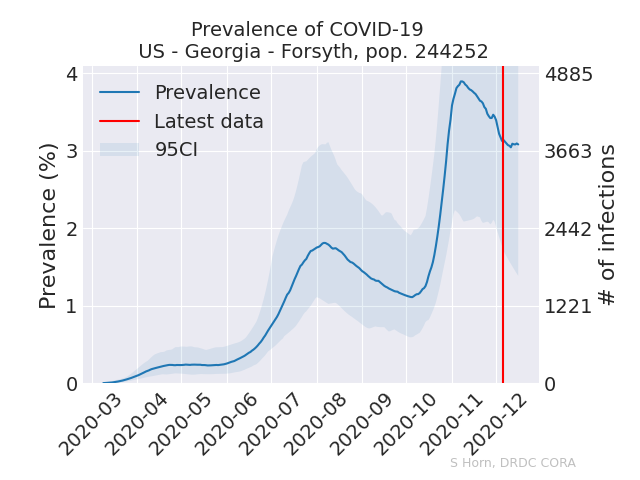 Prevalence of COVID-19
US - Georgia - Forsyth, pop. 244252
Prevalence
Latest data
95CI
Prevalence (%)
4
3
2
1
0
4885
3663
2442
1221
0
# of infections
2020-03
2020-04
2020-05
2020-06
2020-07
2020-08
2020-09
2020-10
2020-11
2020-12
S Horn, DRDC CORA